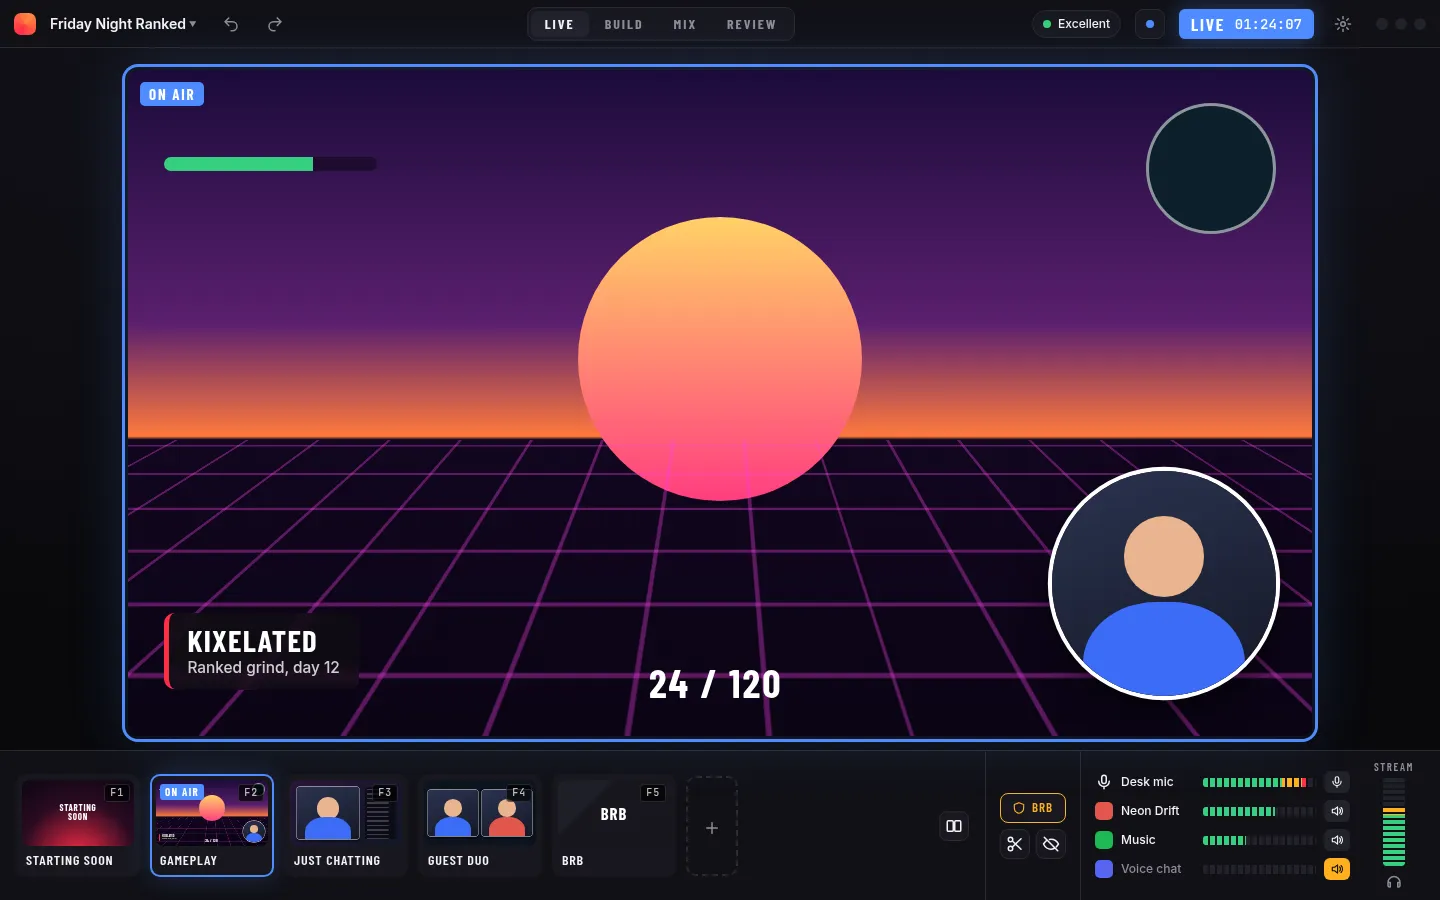 Friday Night Ranked
LIVE BUILD MIX REVIEW
Excellent
LIVE 01:24:07
ON AIR
KIXELATED
Ranked grind, day 12
24 / 120
F1
STARTING
SOON
STARTING SOON
ON AIR
F2
GAMEPLAY
F3
JUST CHATTING
F4
GUEST DUO
F5
BRB
BRB
BRB
Desk mic
Neon Drift
Music
Voice chat
STREAM